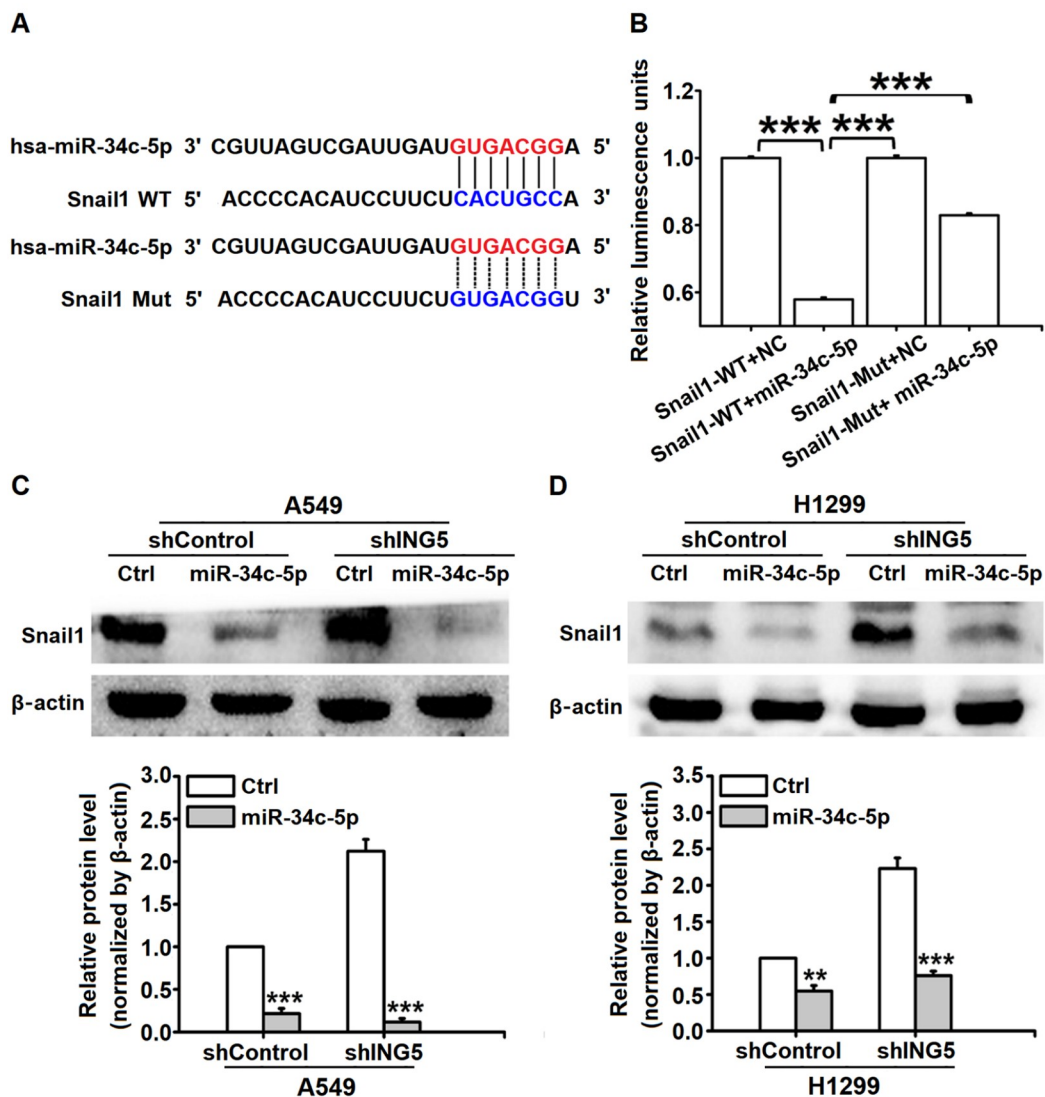 A
hsa-miR-34c-5p 3' CGUUAGUCGAUUGAUGUGACGGA 5'
Snail1 WT 5' ACCCCACAUCCUUCUCACUGCCA 3'
hsa-miR-34c-5p 3' CGUUAGUCGAUUGAUGUGACGGA 5'
Snail1 Mut 5' ACCCCACAUCCUUCUGUGACGGU 3'
B
Relative luminescence units
1.2
1.0
0.8
0.6
***
*** ***
Snail1-WT+NC
Snail1-WT+miR-34c-5p
Snail1-Mut+NC
Snail1-Mut+ miR-34c-5p
C
A549
shControl shING5
Ctrl miR-34c-5p Ctrl miR-34c-5p
Snail1
β-actin
Relative protein level
(normalized by β-actin)
3.0
2.5
2.0
1.5
1.0
0.5
0.0
Ctrl
miR-34c-5p
*** ***
shControl shING5
A549
D
H1299
shControl shING5
Ctrl miR-34c-5p Ctrl miR-34c-5p
Snail1
β-actin
Relative protein level
(normalized by β-actin)
3.5
3.0
2.5
2.0
1.5
1.0
0.5
0.0
Ctrl
miR-34c-5p
** ***
shControl shING5
H1299